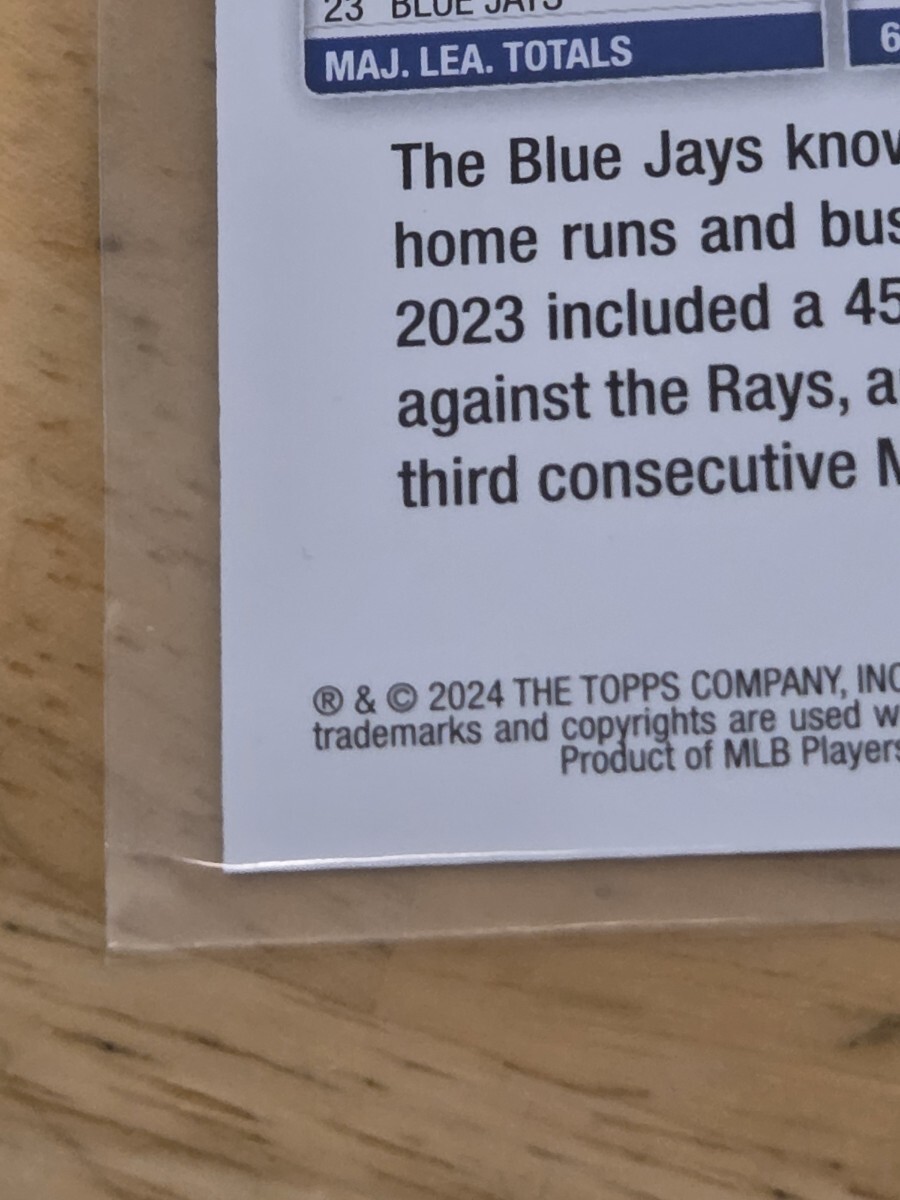 23 BLUE JAYS
MAJ. LEA. TOTALS 6
The Blue Jays know
home runs and bus
2023 included a 45
against the Rays, a
third consecutive M
® & © 2024 THE TOPPS COMPANY, INC
trademarks and copyrights are used w
Product of MLB Players